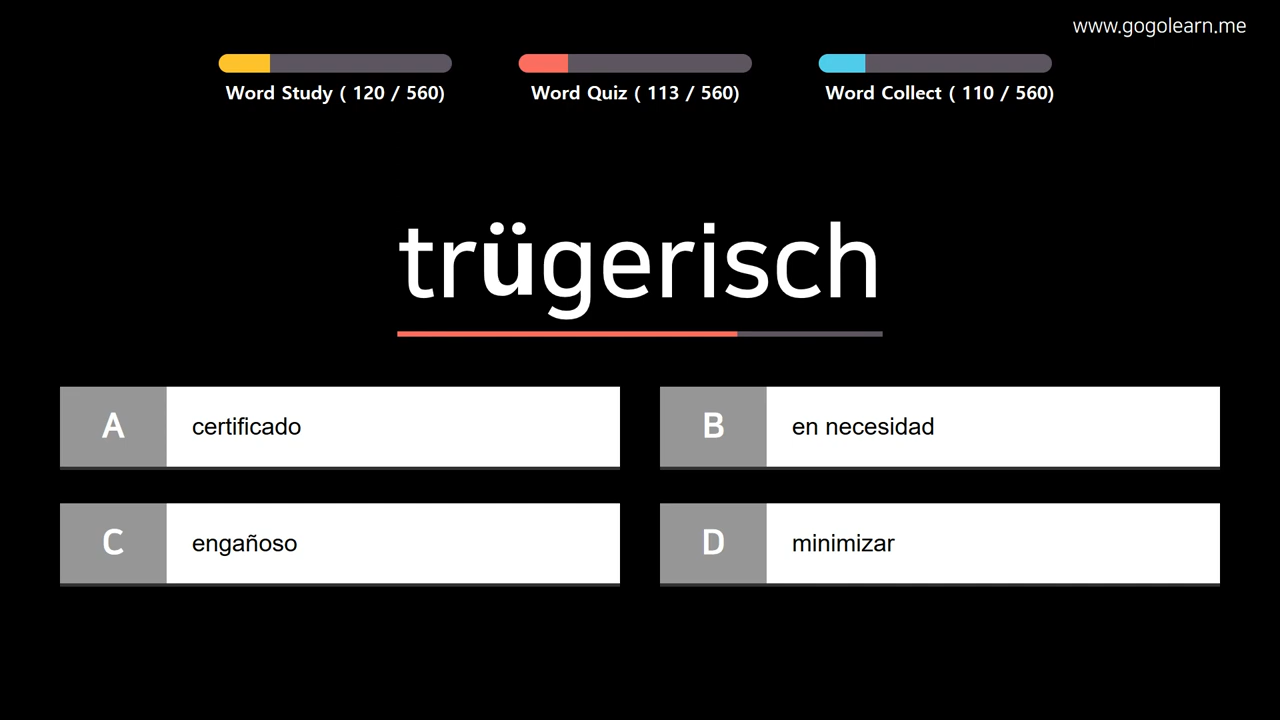 www.gogolearn.me
Word Study ( 120 / 560)
Word Quiz ( 113 / 560)
Word Collect ( 110 / 560)
trügerisch
A certificado
B en necesidad
C engañoso
D minimizar